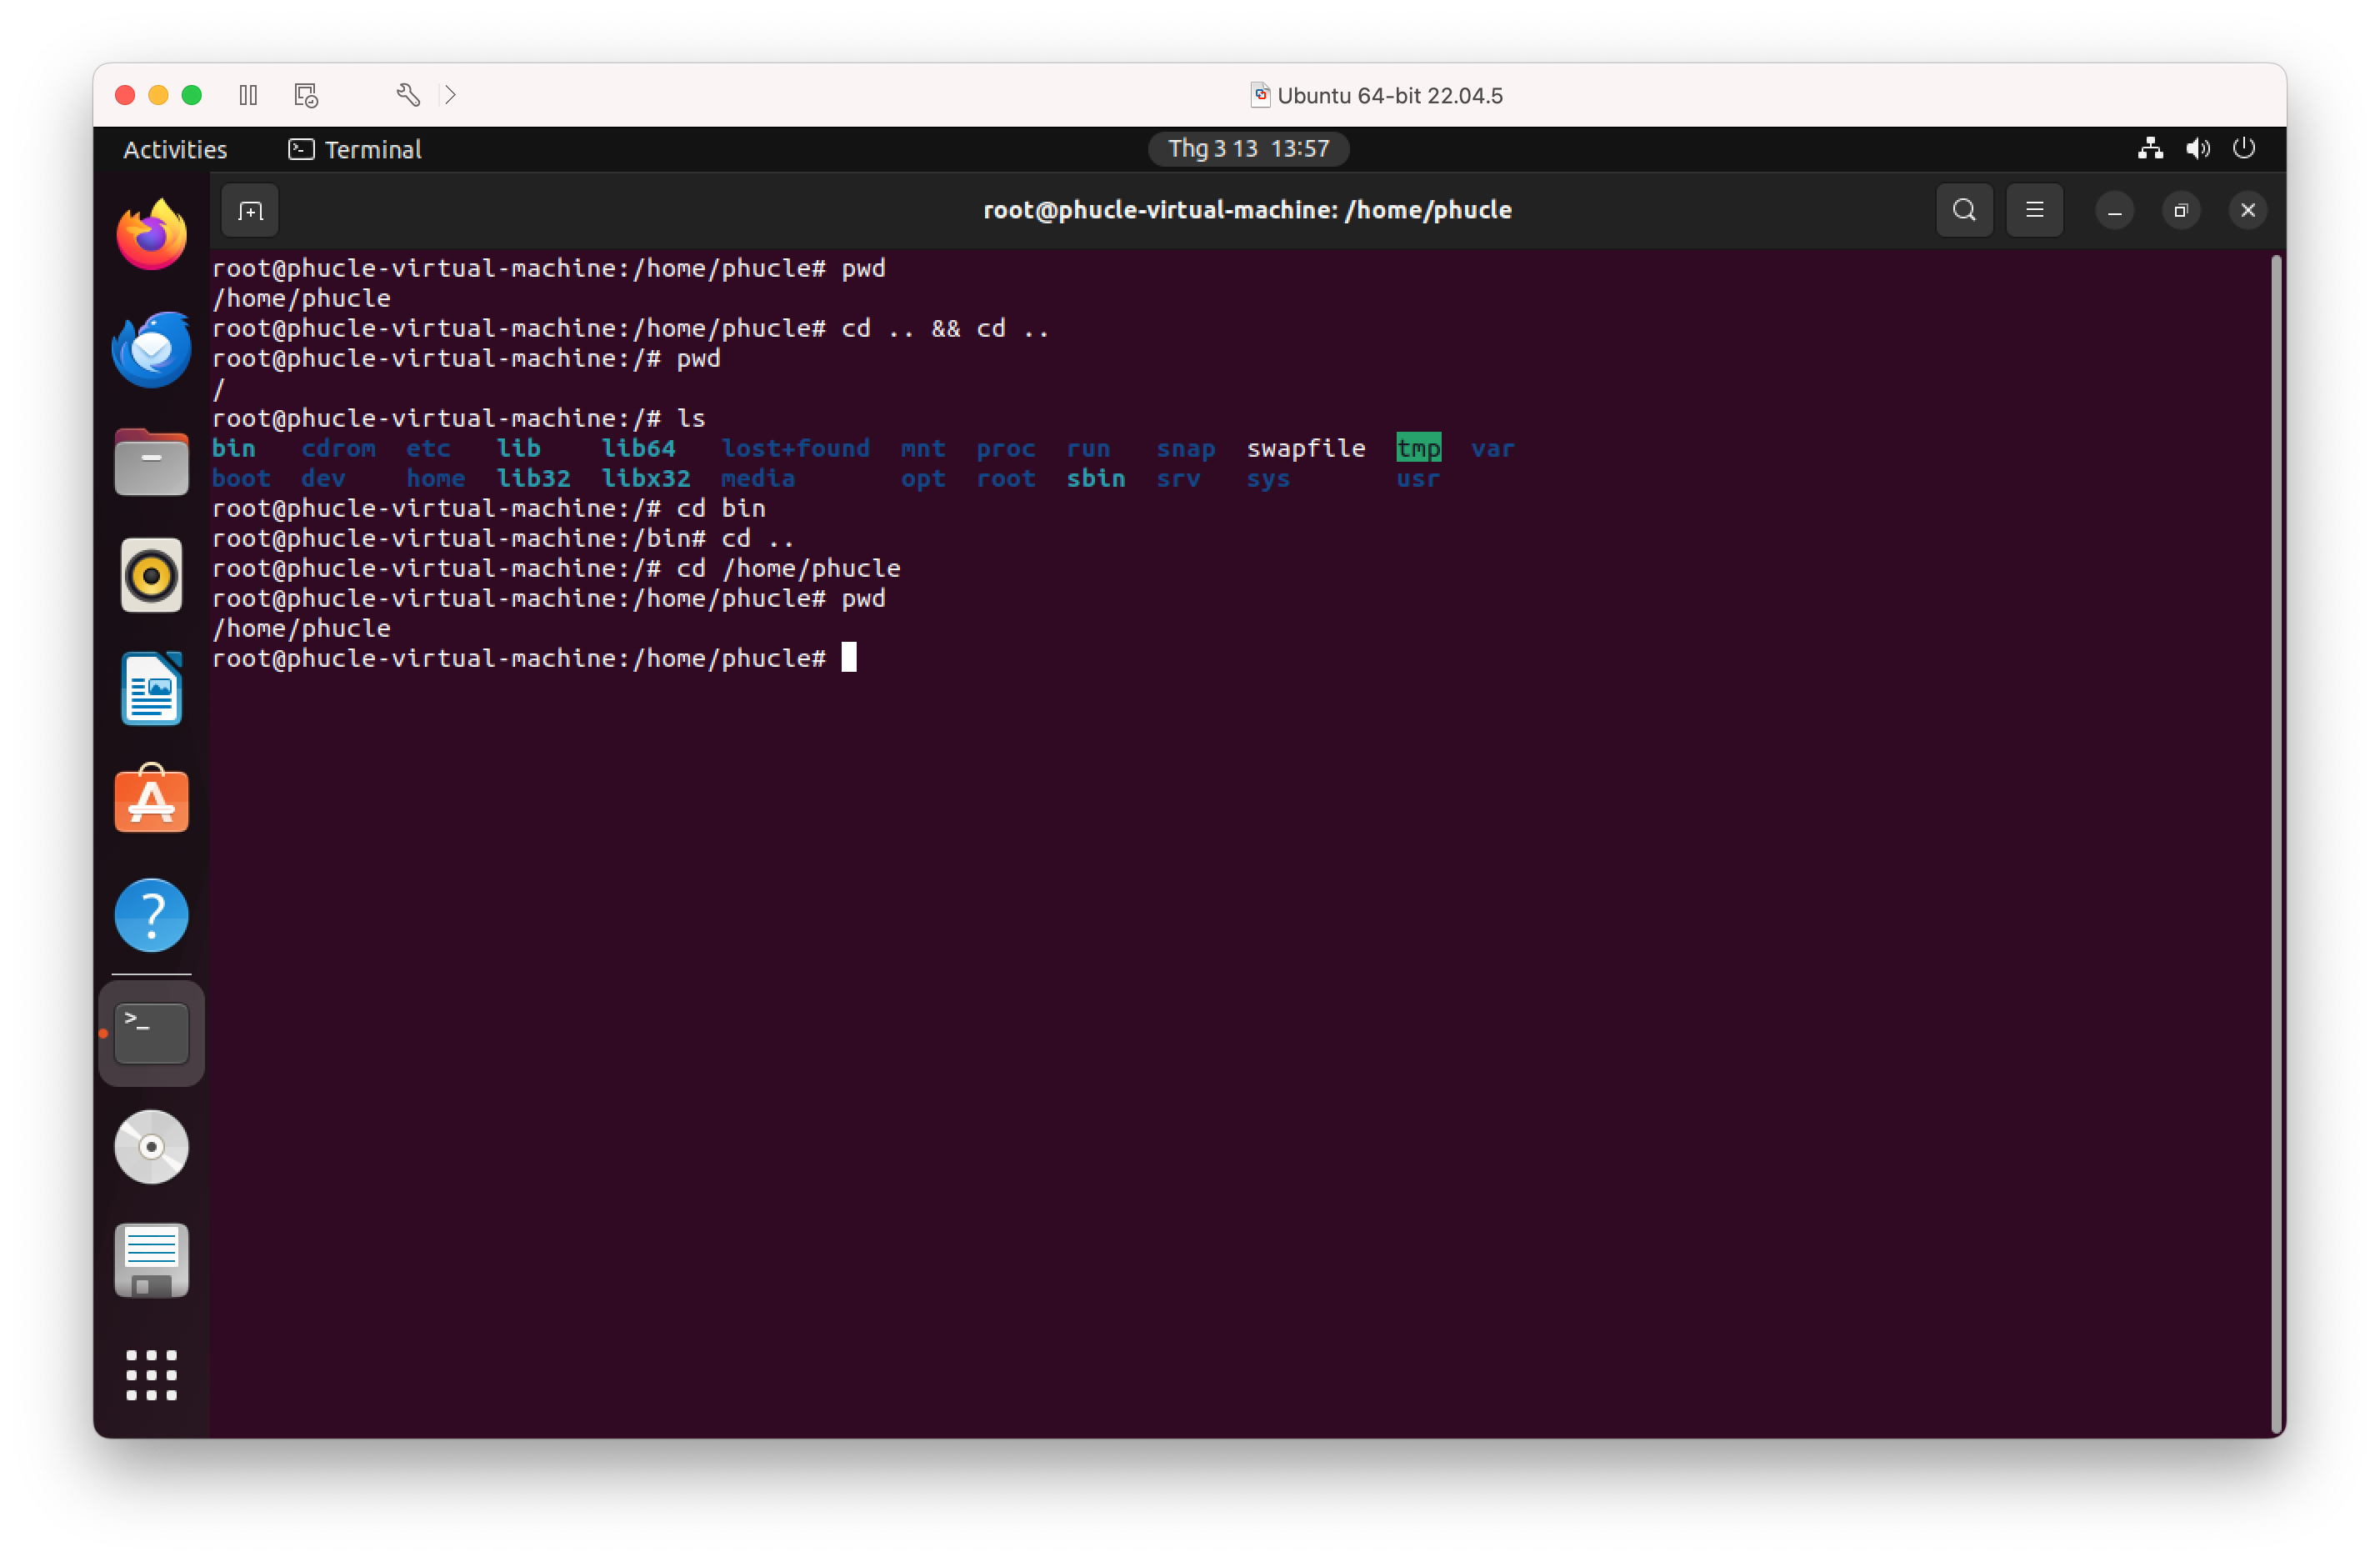 Ubuntu 64-bit 22.04.5
Activities Terminal Thg 3 13 13:57
root@phucle-virtual-machine: /home/phucle
root@phucle-virtual-machine:/home/phucle# pwd
/home/phucle
root@phucle-virtual-machine:/home/phucle# cd .. && cd ..
root@phucle-virtual-machine:/# pwd
/
root@phucle-virtual-machine:/# ls
bin cdrom etc lib lib64 lost+found mnt proc run snap swapfile tmp var
boot dev home lib32 libx32 media opt root sbin srv sys usr
root@phucle-virtual-machine:/# cd bin
root@phucle-virtual-machine:/bin# cd ..
root@phucle-virtual-machine:/# cd /home/phucle
root@phucle-virtual-machine:/home/phucle# pwd
/home/phucle
root@phucle-virtual-machine:/home/phucle#